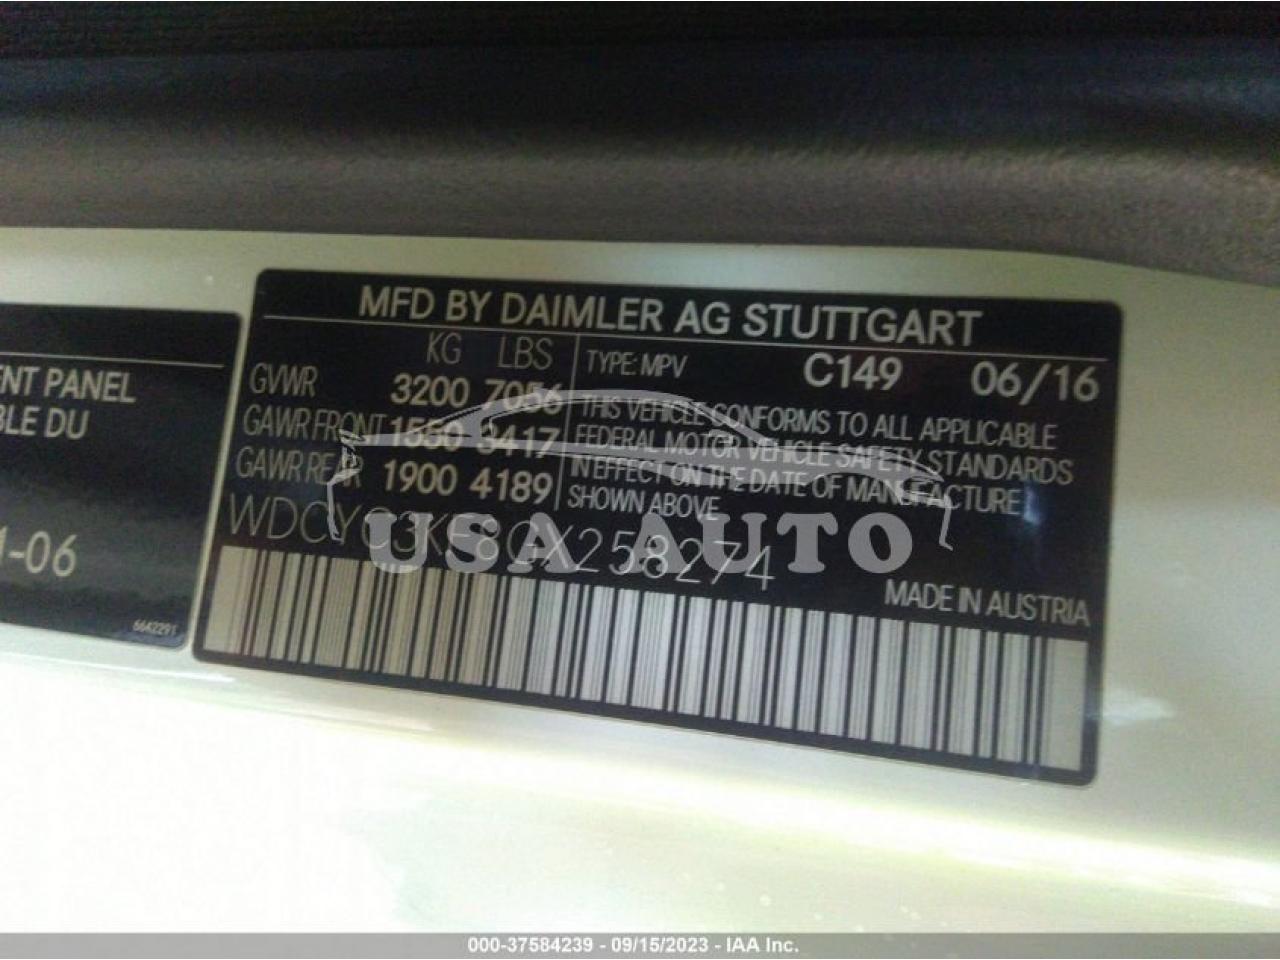 MFD BY DAIMLER AG STUTTGART
KG LBS
GVWR 3200 7056
GAWR FRONT 1550 3417
GAWR REAR 1900 4189
TYPE: MPV C149 06/16
THIS VEHICLE CONFORMS TO ALL APPLICABLE
FEDERAL MOTOR VEHICLE SAFETY STANDARDS
IN EFFECT ON THE DATE OF MANUFACTURE
SHOWN ABOVE.
WDCYC3KF8GX258274
MADE IN AUSTRIA
ENT PANEL
BLE DU
1-06
6642291
USA AUTO
000-37584239 - 09/15/2023 - IAA Inc.